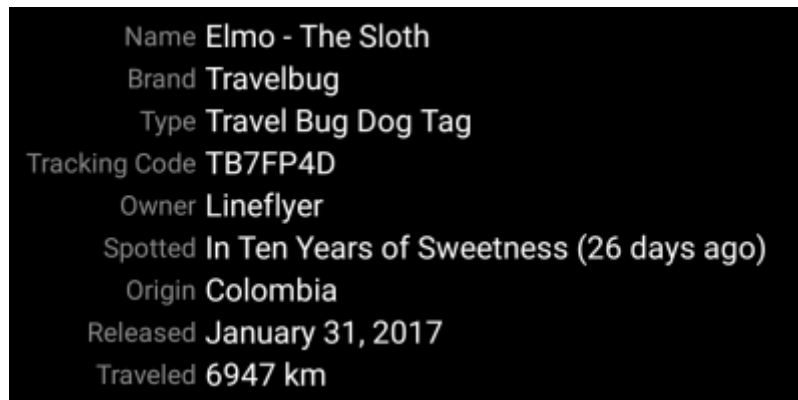 Name Elmo - The Sloth
Brand Travelbug
Type Travel Bug Dog Tag
Tracking Code TB7FP4D
Owner Lineflyer
Spotted In Ten Years of Sweetness (26 days ago)
Origin Colombia
Released January 31, 2017
Traveled 6947 km